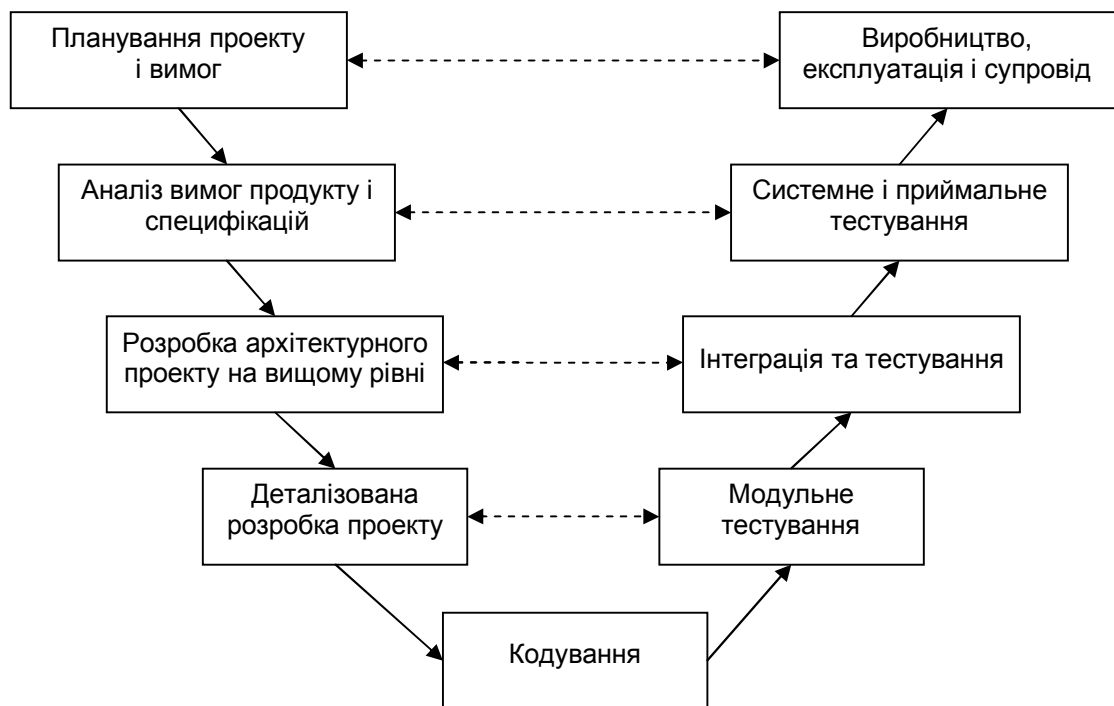 Планування проекту
і вимог
Виробництво,
експлуатація і супровід
Аналіз вимог продукту і
специфікацій
Системне і приймальне
тестування
Розробка архітектурного
проекту на вищому рівні
Інтеграція та тестування
Деталізована
розробка проекту
Модульне
тестування
Кодування